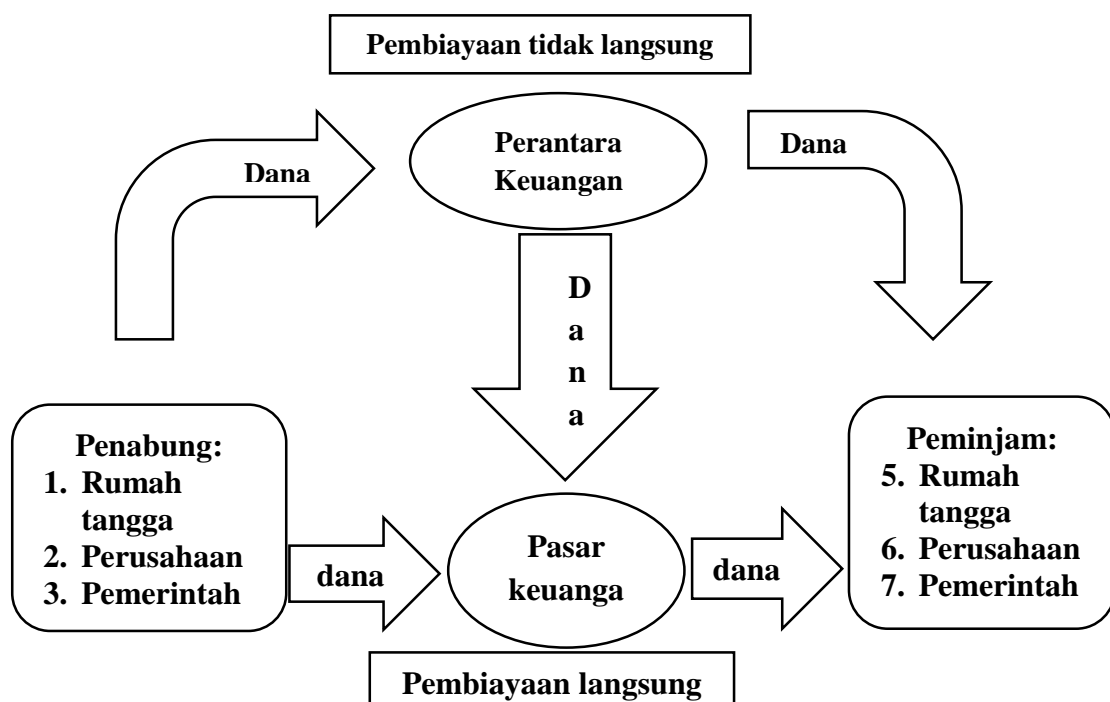 Pembiayaan tidak langsung
Dana
Perantara
Keuangan
Dana
D
a
n
a
Penabung:
1. Rumah
tangga
2. Perusahaan
3. Pemerintah
dana
Pasar
keuanga
dana
Peminjam:
5. Rumah
tangga
6. Perusahaan
7. Pemerintah
Pembiayaan langsung